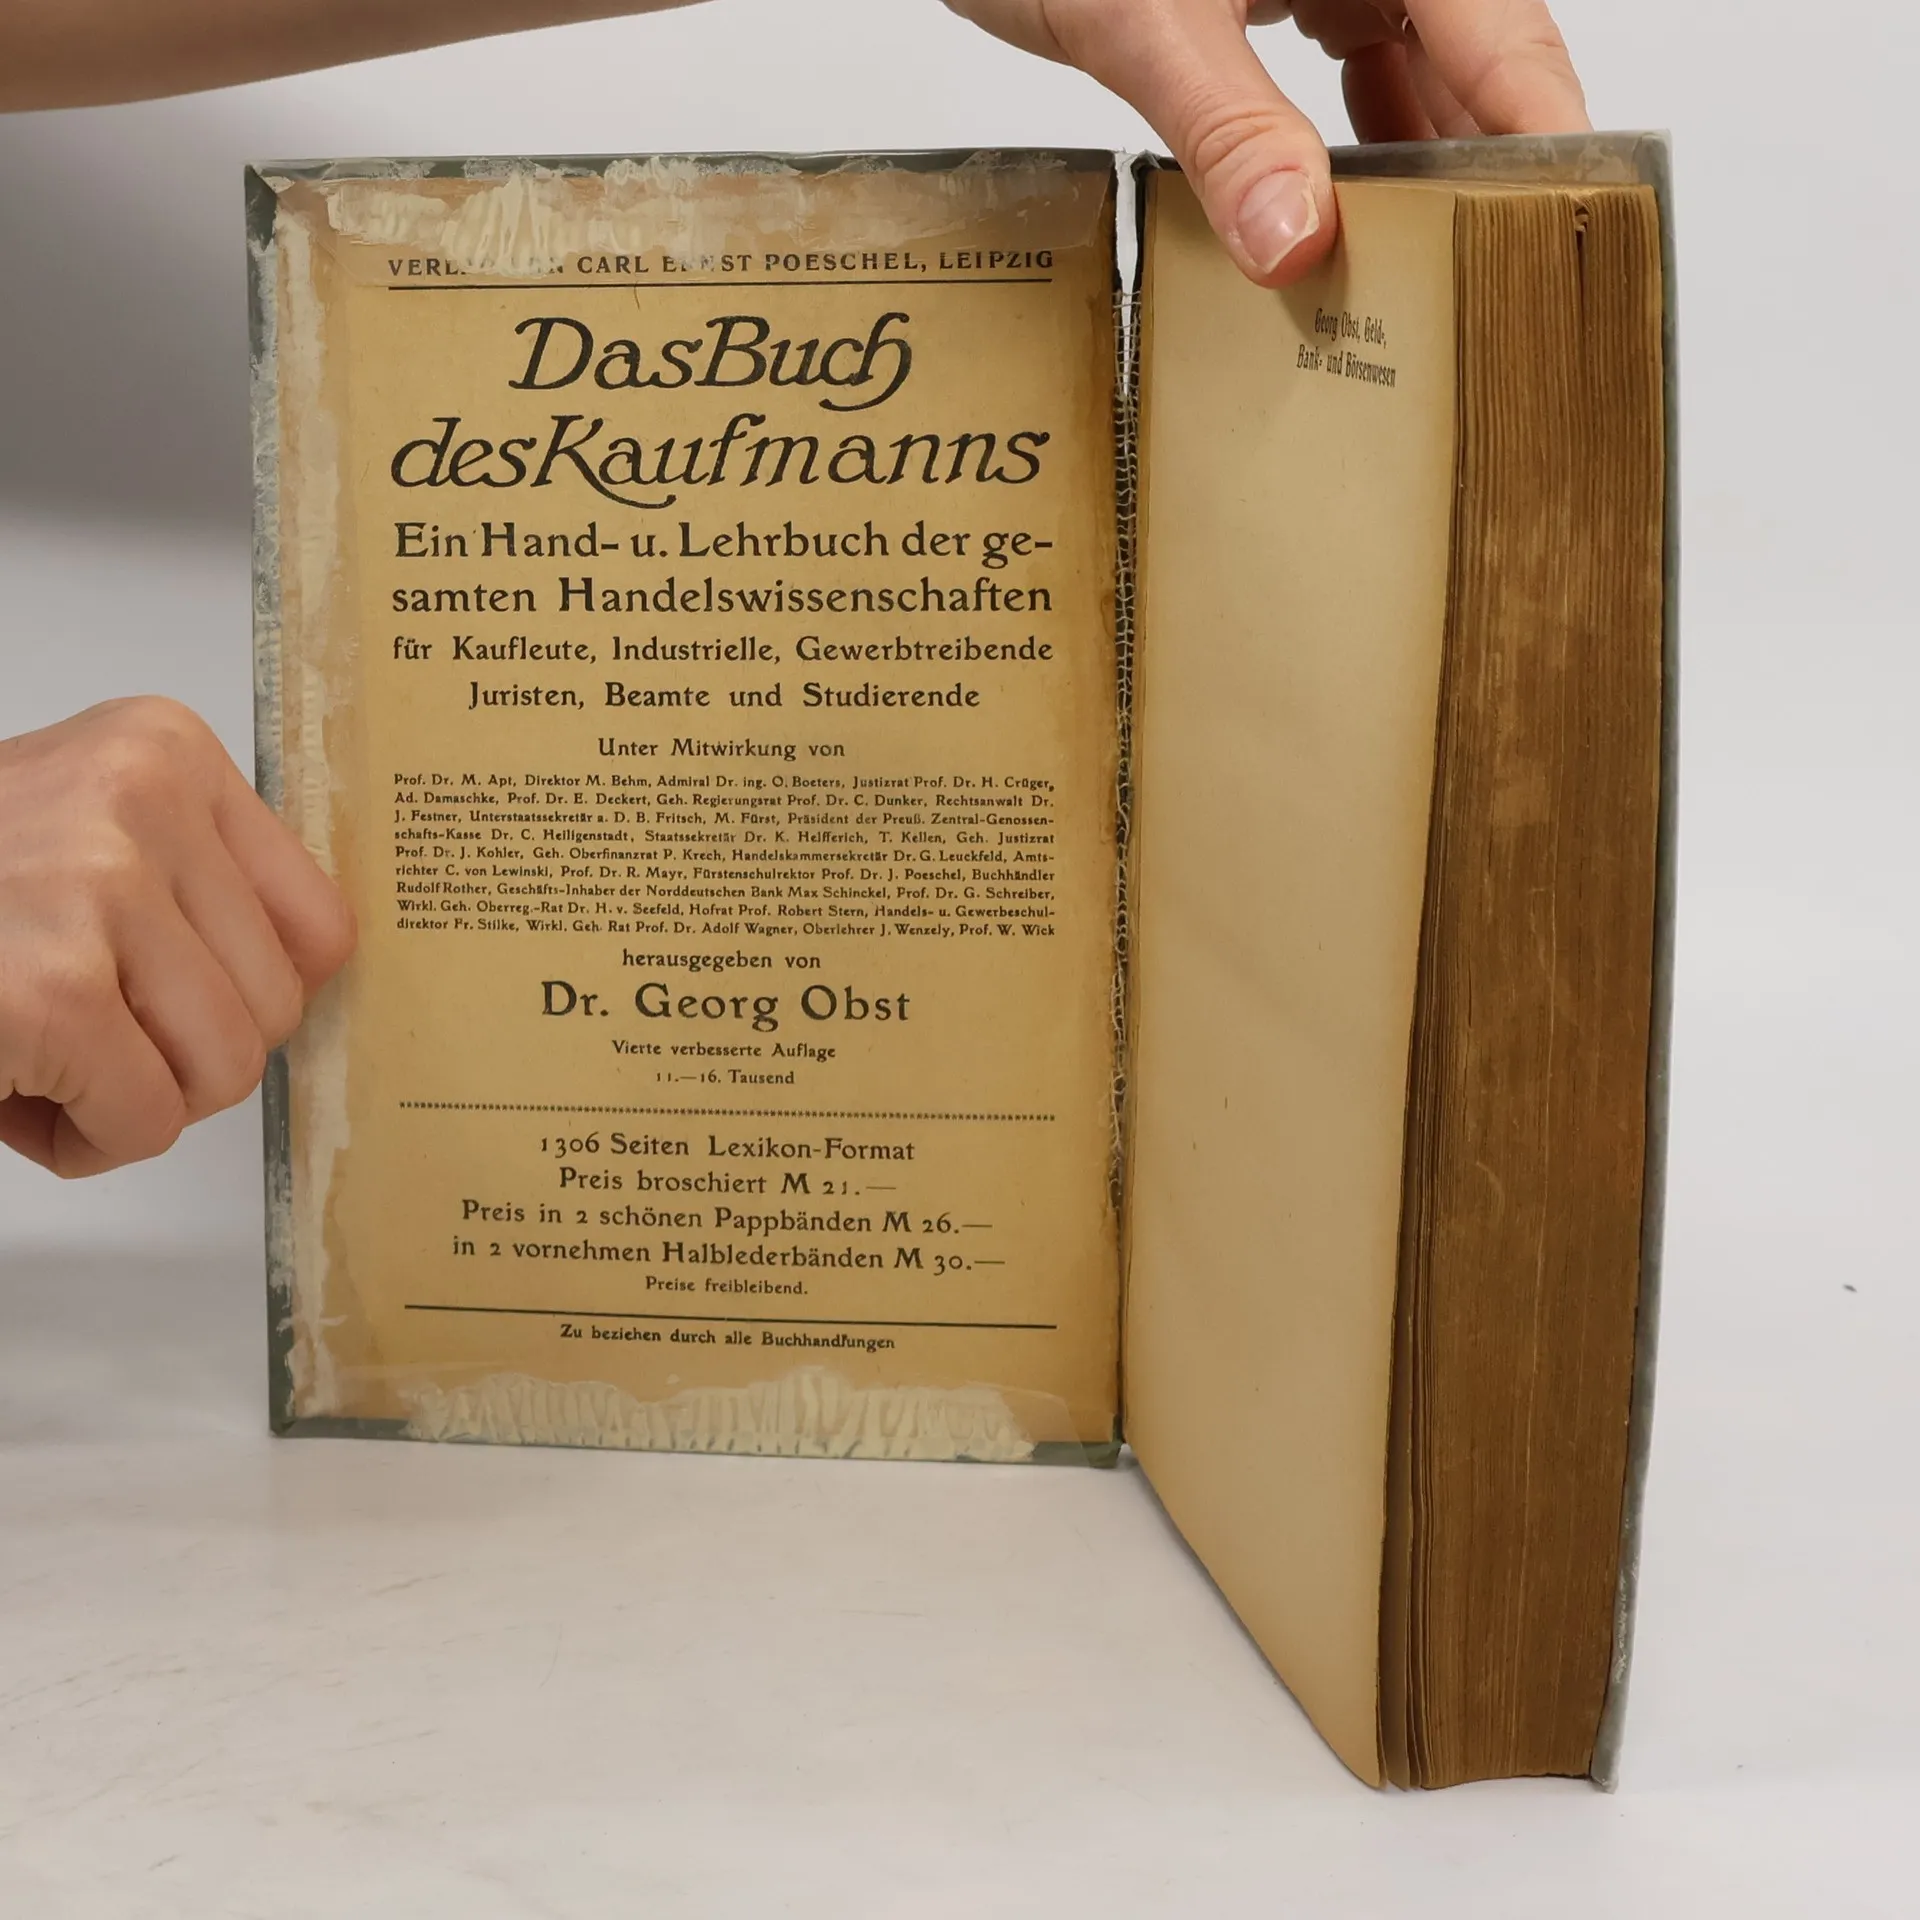 CARL ERNST POESCHEL, LEIPZIG
Das Buch
des Kaufmanns
Ein Hand- u. Lehrbuch der ge-
samten Handelswissenschaften
für Kaufleute, Industrielle, Gewerbtreibende
Juristen, Beamte und Studierende
Unter Mitwirkung von
Prof. Dr. M. Apt, Direktor M. Behm, Admiral Dr. ing. O. Boeters, Justizrat Prof. Dr. H. Crüger,
Ad. Damaschke, Prof. Dr. E. Deckert, Geh. Regierungsrat Prof. Dr. C. Dunker, Rechtsanwalt Dr.
J. Festner, Unterstaatssekretär a. D. B. Fritsch, M. Fürst, Präsident der Preuß. Zentral-Genossen-
schafts-Kasse Dr. C. Heiligenstadt, Staatssekretär Dr. K. Helfferich, T. Kellen, Geh. Justizrat
Prof. Dr. J. Kohler, Geh. Oberfinanzrat P. Krech, Handelskammersekretär Dr. G. Leuckfeld, Amts-
richter C. von Lewinski, Prof. Dr. R. Mayr, Fürstenschulrektor Prof. Dr. J. Poeschel, Buchhändler
Rudolf Rother, Geschäfts-Inhaber der Norddeutschen Bank Max Schinckel, Prof. Dr. G. Schreiber,
Wirkl. Geh. Oberreg.-Rat Dr. H. v. Seefeld, Hofrat Prof. Robert Stern, Handels- u. Gewerbeschul-
direktor Fr. Stilke, Wirkl. Geh. Rat Prof. Dr. Adolf Wagner, Oberlehrer J. Wenzely, Prof. W. Wick
herausgegeben von
Dr. Georg Obst
Vierte verbesserte Auflage
11.—16. Tausend
1306 Seiten Lexikon-Format
Preis broschiert M 21.—
Preis in 2 schönen Pappbänden M 26.—
in 2 vornehmen Halblederbänden M 30.—
Preise freibleibend.
Zu beziehen durch alle Buchhandlungen
Georg Obst, Geld-,
Bank- und Börsenwesen